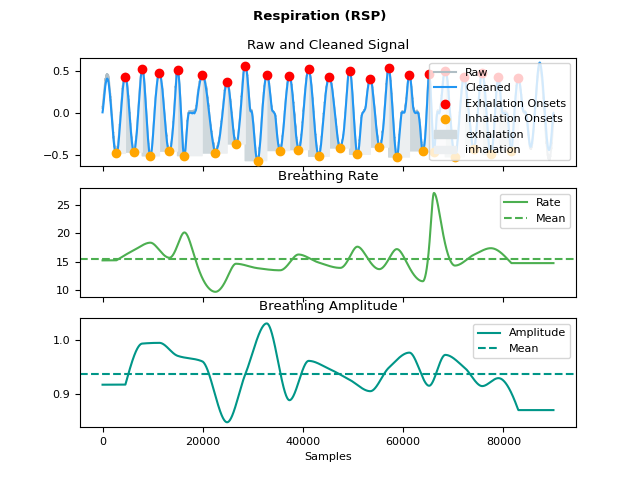 Respiration (RSP)
Raw and Cleaned Signal
0.5
0.0
−0.5
Raw
Cleaned
Exhalation Onsets
Inhalation Onsets
exhalation
inhalation
Breathing Rate
25
20
15
10
Rate
Mean
Breathing Amplitude
1.0
0.9
Amplitude
Mean
0 20000 40000 60000 80000
Samples